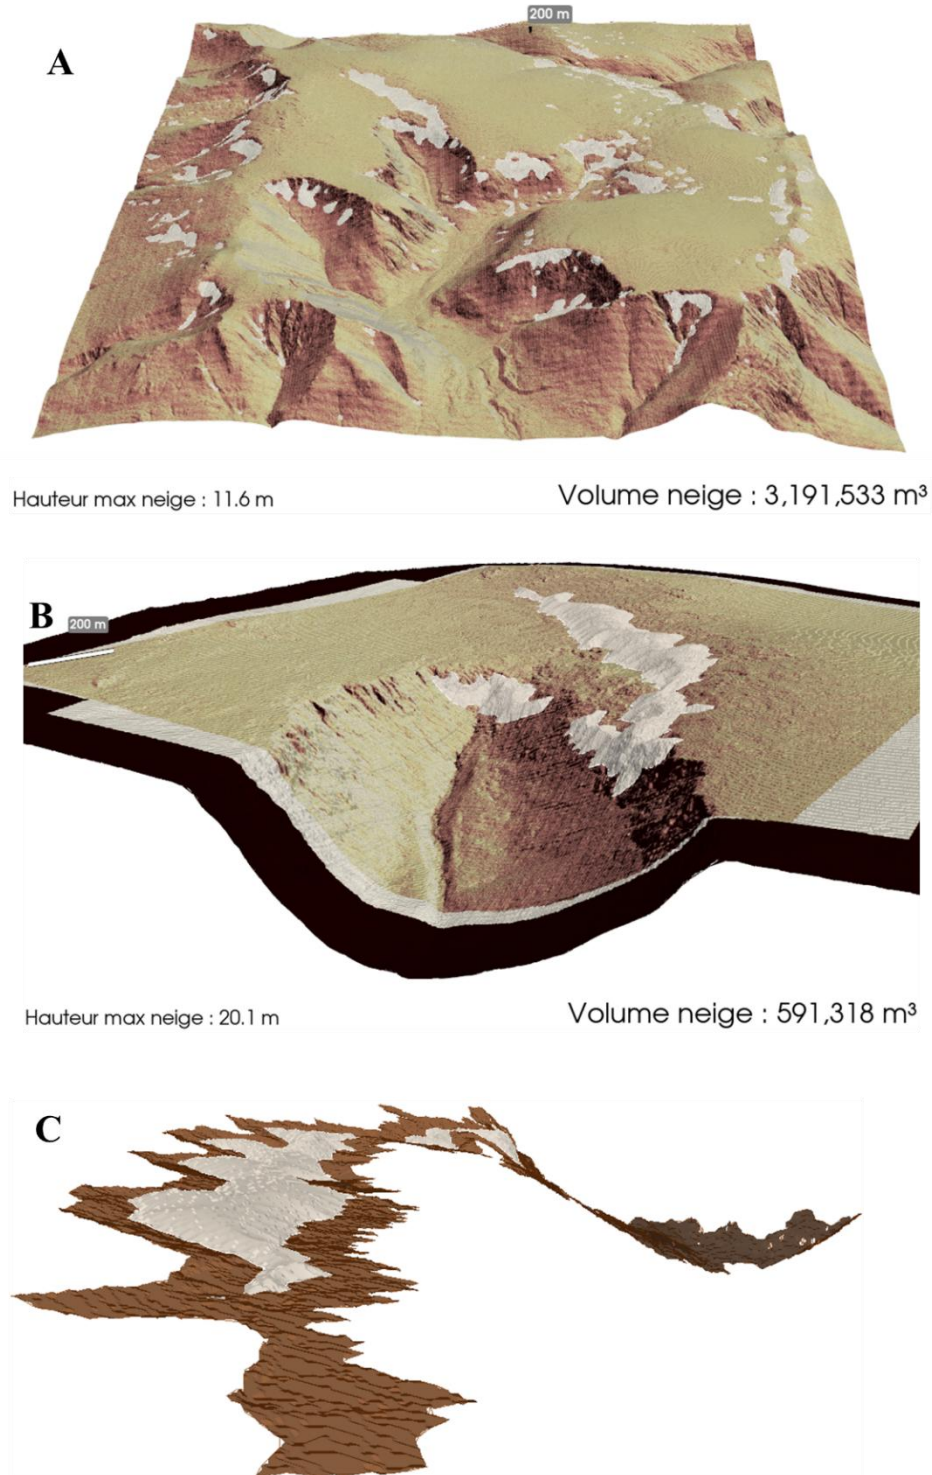 200 m
A
Hauteur max neige : 11.6 m
Volume neige : 3,191,533 m³
B
200 m
Hauteur max neige : 20.1 m
Volume neige : 591,318 m³
C